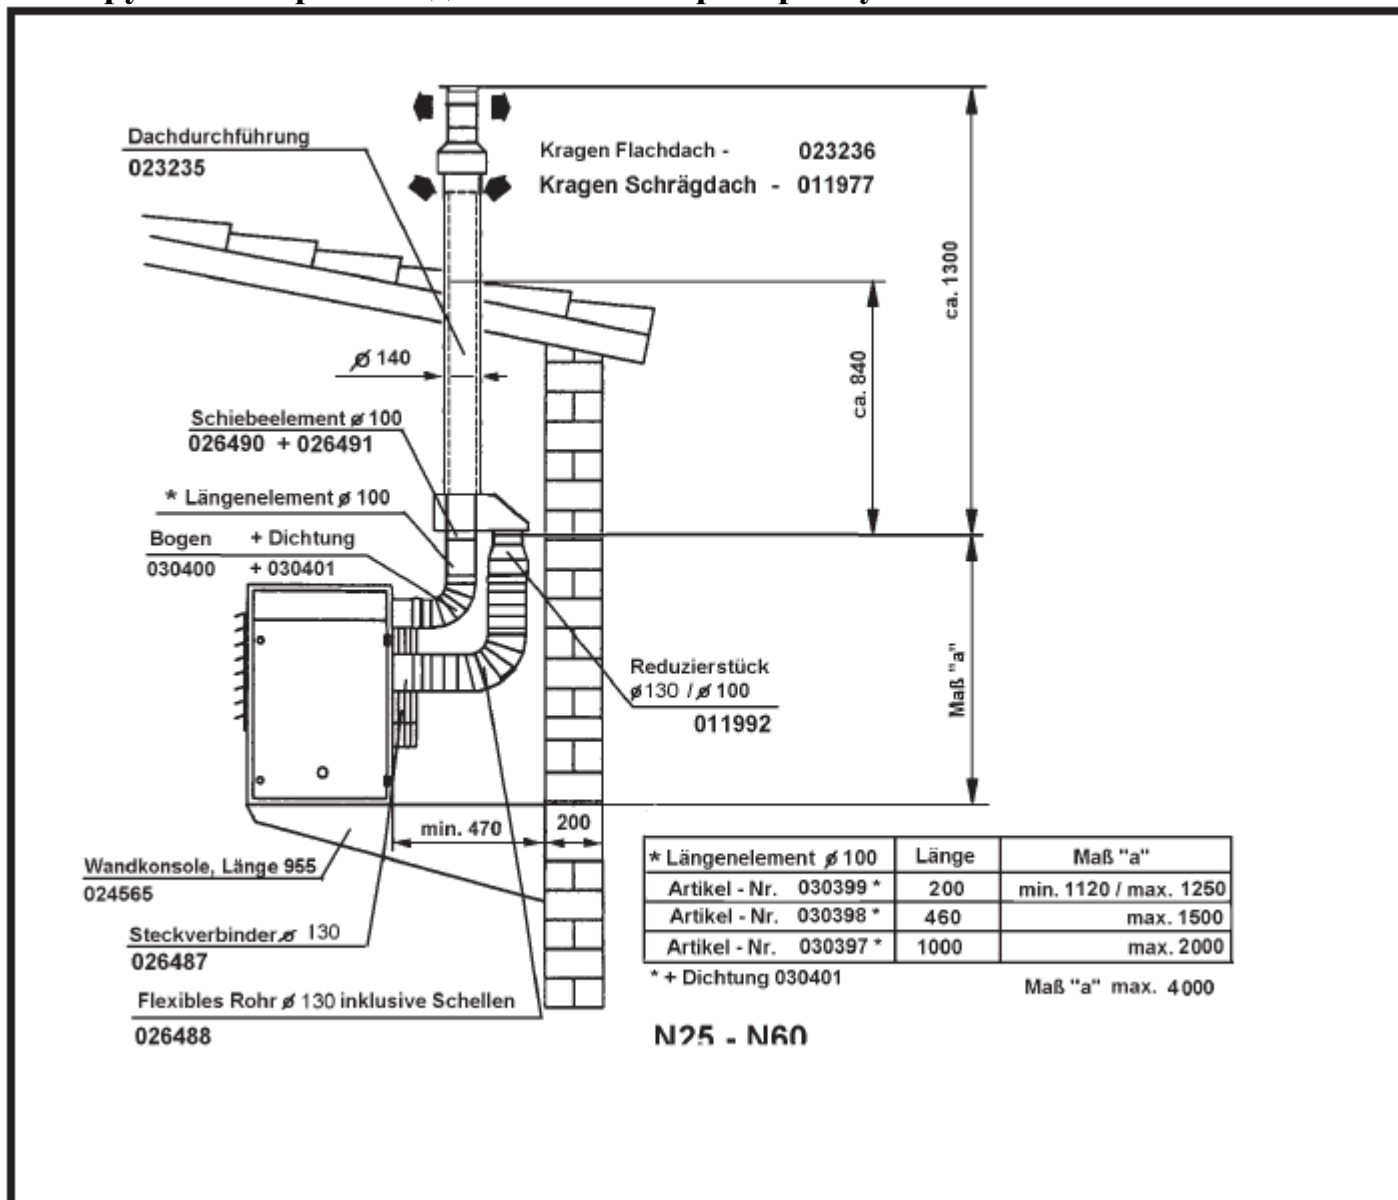 Dachdurchführung
023235
Kragen Flachdach - 023236
Kragen Schrägdach - 011977
ca. 1300
ca. 840
ø 140
Schiebeelement ø 100
026490 + 026491
* Längenelement ø 100
Bogen + Dichtung
030400 + 030401
Reduzierstück
ø130 / ø 100
011992
Maß "a"
min. 470
200
Wandkonsole, Länge 955
024565
Steckverbinder ø 130
026487
Flexibles Rohr ø 130 inklusive Schellen
026488
* Längenelement ø 100 Länge Maß "a"
Artikel - Nr. 030399 * 200 min. 1120 / max. 1250
Artikel - Nr. 030398 * 460 max. 1500
Artikel - Nr. 030397 * 1000 max. 2000
* + Dichtung 030401
Maß "a" max. 4000
N25 - N60